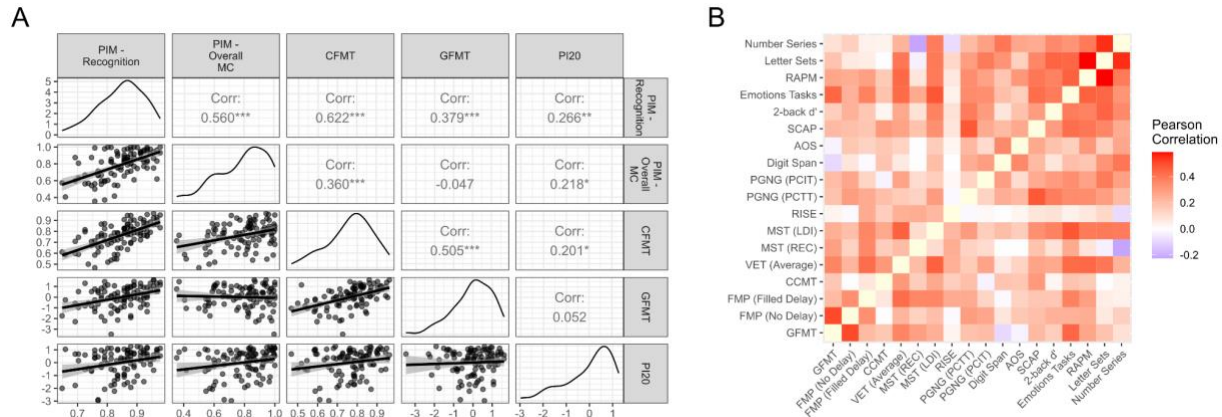 A
PIM -
Recognition
PIM -
Overall
MC
CFMT
GFMT
PI20
5
4
3
2
1
0
Corr:
0.560***
Corr:
0.622***
Corr:
0.379***
Corr:
0.266**
PIM -
Recognition
1.0
0.8
0.6
0.4
Corr:
0.360***
Corr:
-0.047
Corr:
0.218*
PIM -
Overall
MC
0.9
0.8
0.7
0.6
0.5
Corr:
0.505***
Corr:
0.201*
CFMT
1
0
-1
-2
-3
Corr:
0.052
GFMT
1
0
-1
-2
-3
PI20
0.7 0.8 0.9
0.4 0.6 0.8 1.0
0.5 0.6 0.7 0.8 0.9
-3 -2 -1 0 1
-3 -2 -1 0 1
B
Number Series
Letter Sets
RAPM
Emotions Tasks
2-back d'
SCAP
AOS
Digit Span
PGNG (PCIT)
PGNG (PCTT)
RISE
MST (LDI)
MST (REC)
VET (Average)
CCMT
FMP (Filled Delay)
FMP (No Delay)
GFMT
GFMT
FMP (No Delay)
FMP (Filled Delay)
CCMT
VET (Average)
MST (REC)
MST (LDI)
RISE
PGNG (PCTT)
PGNG (PCIT)
Digit Span
AOS
SCAP
2-back d'
Emotions Tasks
RAPM
Letter Sets
Number Series
Pearson
Correlation
0.4
0.2
0.0
-0.2